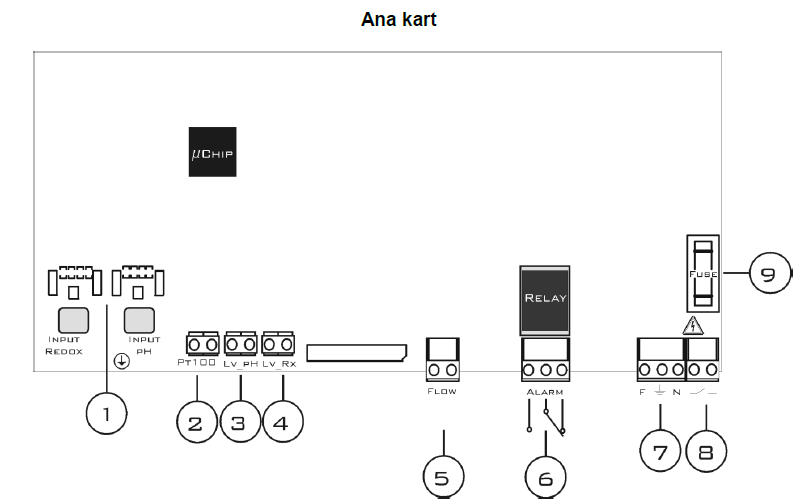 Ana kart
µCHIP
FUSE
9
RELAY
INPUT
REDOX
INPUT
pH
PT100
LV_PH
LV_RX
FLOW
ALARM
F
N
1
2
3
4
5
6
7
8